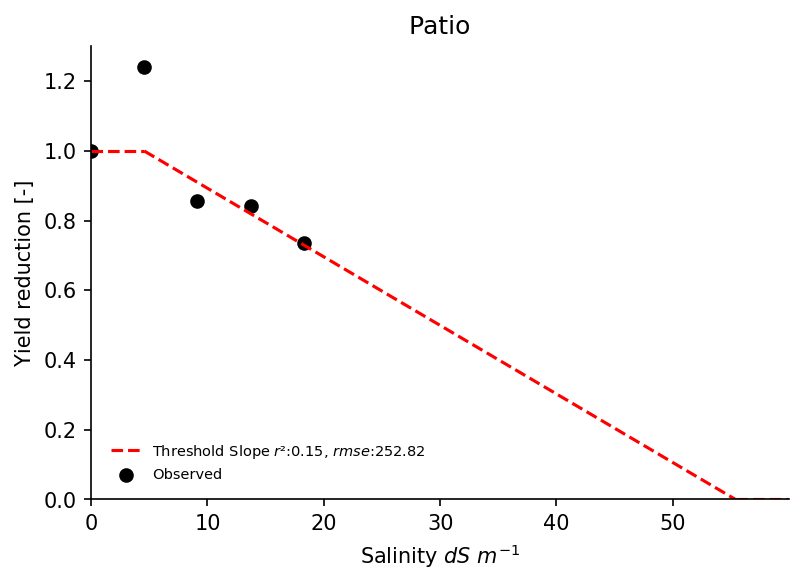 Patio
Yield reduction [-]
1.2
1.0
0.8
0.6
0.4
0.2
0.0
Threshold Slope r²:0.15, rmse:252.82
Observed
0 10 20 30 40 50
Salinity dS m⁻¹